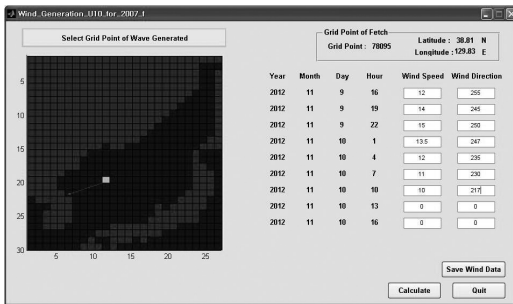 Wind_Generation_U10_for_2007_t
Select Grid Point of Wave Generated
Grid Point of Fetch
Grid Point : 78095
Latitude : 38.81 N
Longitude : 129.83 E
Year Month Day Hour Wind Speed Wind Direction
2012 11 9 16 12 255
2012 11 9 19 14 245
2012 11 9 22 15 250
2012 11 10 1 13.5 247
2012 11 10 4 12 235
2012 11 10 7 11 230
2012 11 10 10 10 217
2012 11 10 13 0 0
2012 11 10 16 0 0
5
10
15
20
25
30
5 10 15 20 25
Save Wind Data
Calculate Quit